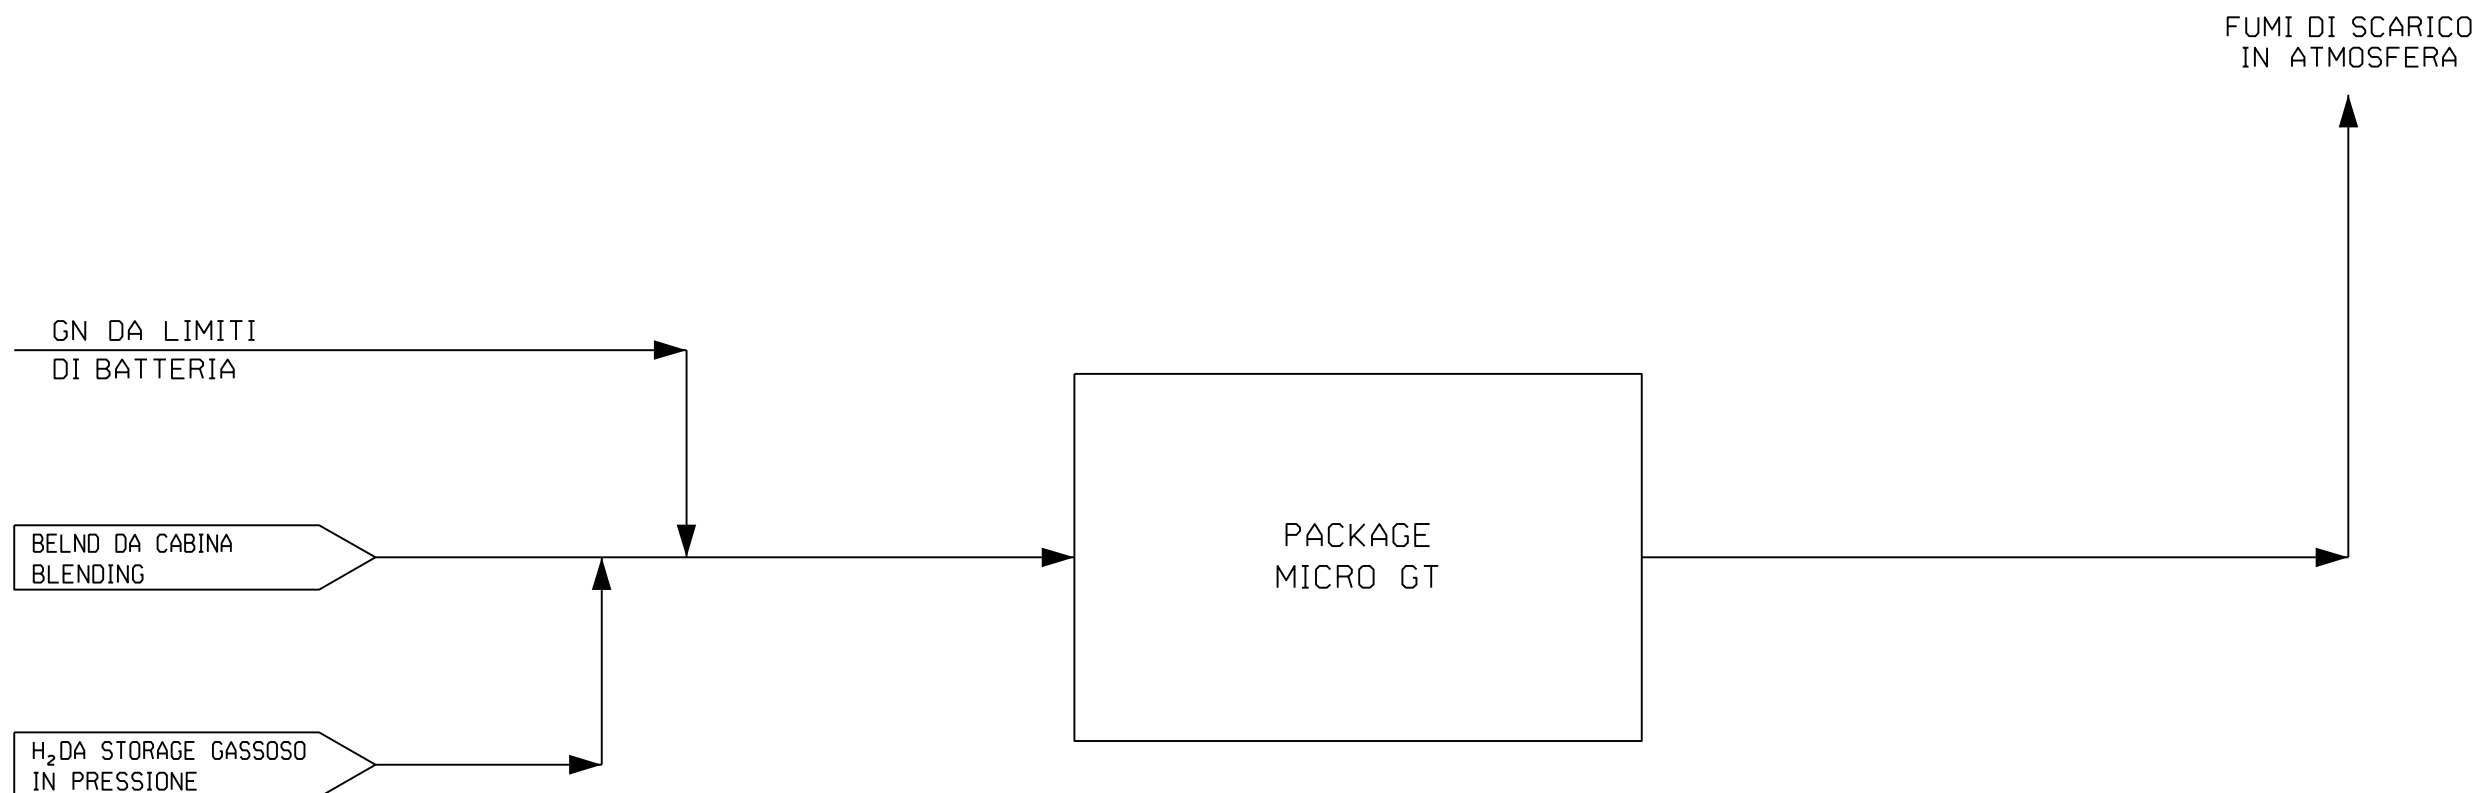 FUMI DI SCARICO
IN ATMOSFERA
GN DA LIMITI
DI BATTERIA
BELND DA CABINA
BLENDING
PACKAGE
MICRO GT
H₂DA STORAGE GASSOSO
IN PRESSIONE